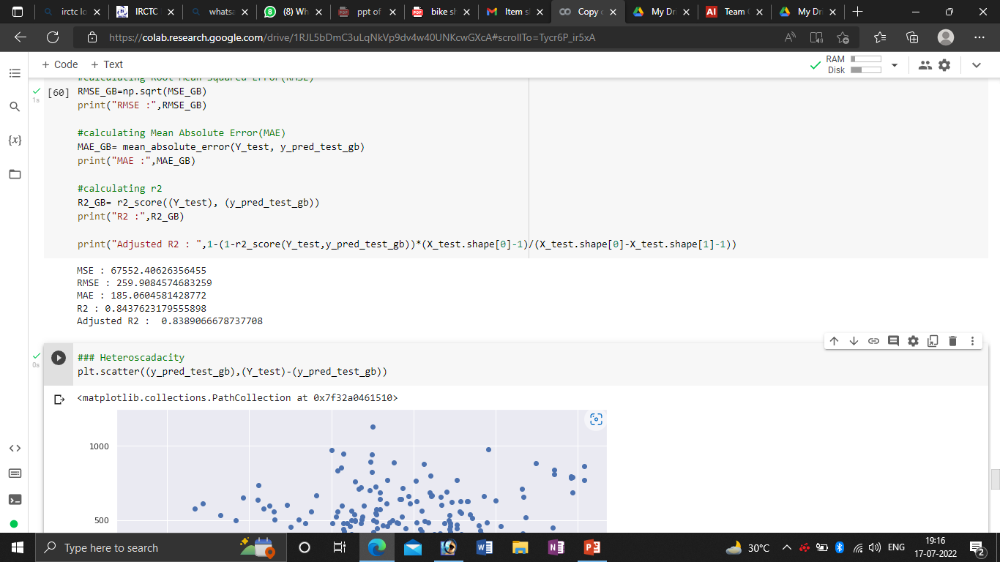 irctc lo
IRCTC
whatsa
(8) Wh
ppt of
bike sh
Item s
Copy o
My Dr
AI Team
My Dr
https://colab.research.google.com/drive/1RJL5bDmC3uLqNkVp9dv4w40UNKcwGXcA#scrollTo=Tycr6P_ir5xA
+ Code + Text
RAM
Disk
#calculating Root Mean Squared Error(RMSE)
[60] RMSE_GB=np.sqrt(MSE_GB)
1s
print("RMSE :",RMSE_GB)
#calculating Mean Absolute Error(MAE)
MAE_GB= mean_absolute_error(Y_test, y_pred_test_gb)
print("MAE :",MAE_GB)
#calculating r2
R2_GB= r2_score((Y_test), (y_pred_test_gb))
print("R2 :",R2_GB)
print("Adjusted R2 : ",1-(1-r2_score(Y_test,y_pred_test_gb))*(X_test.shape[0]-1)/(X_test.shape[0]-X_test.shape[1]-1))
MSE : 67552.40626356455
RMSE : 259.9084574683259
MAE : 185.0604581428772
R2 : 0.8437623179555898
Adjusted R2 :  0.8389066678737708
### Heteroscadacity
0s
plt.scatter((y_pred_test_gb),(Y_test)-(y_pred_test_gb))
<matplotlib.collections.PathCollection at 0x7f32a0461510>
1000
500
Type here to search
30°C
ENG
19:16
17-07-2022
2